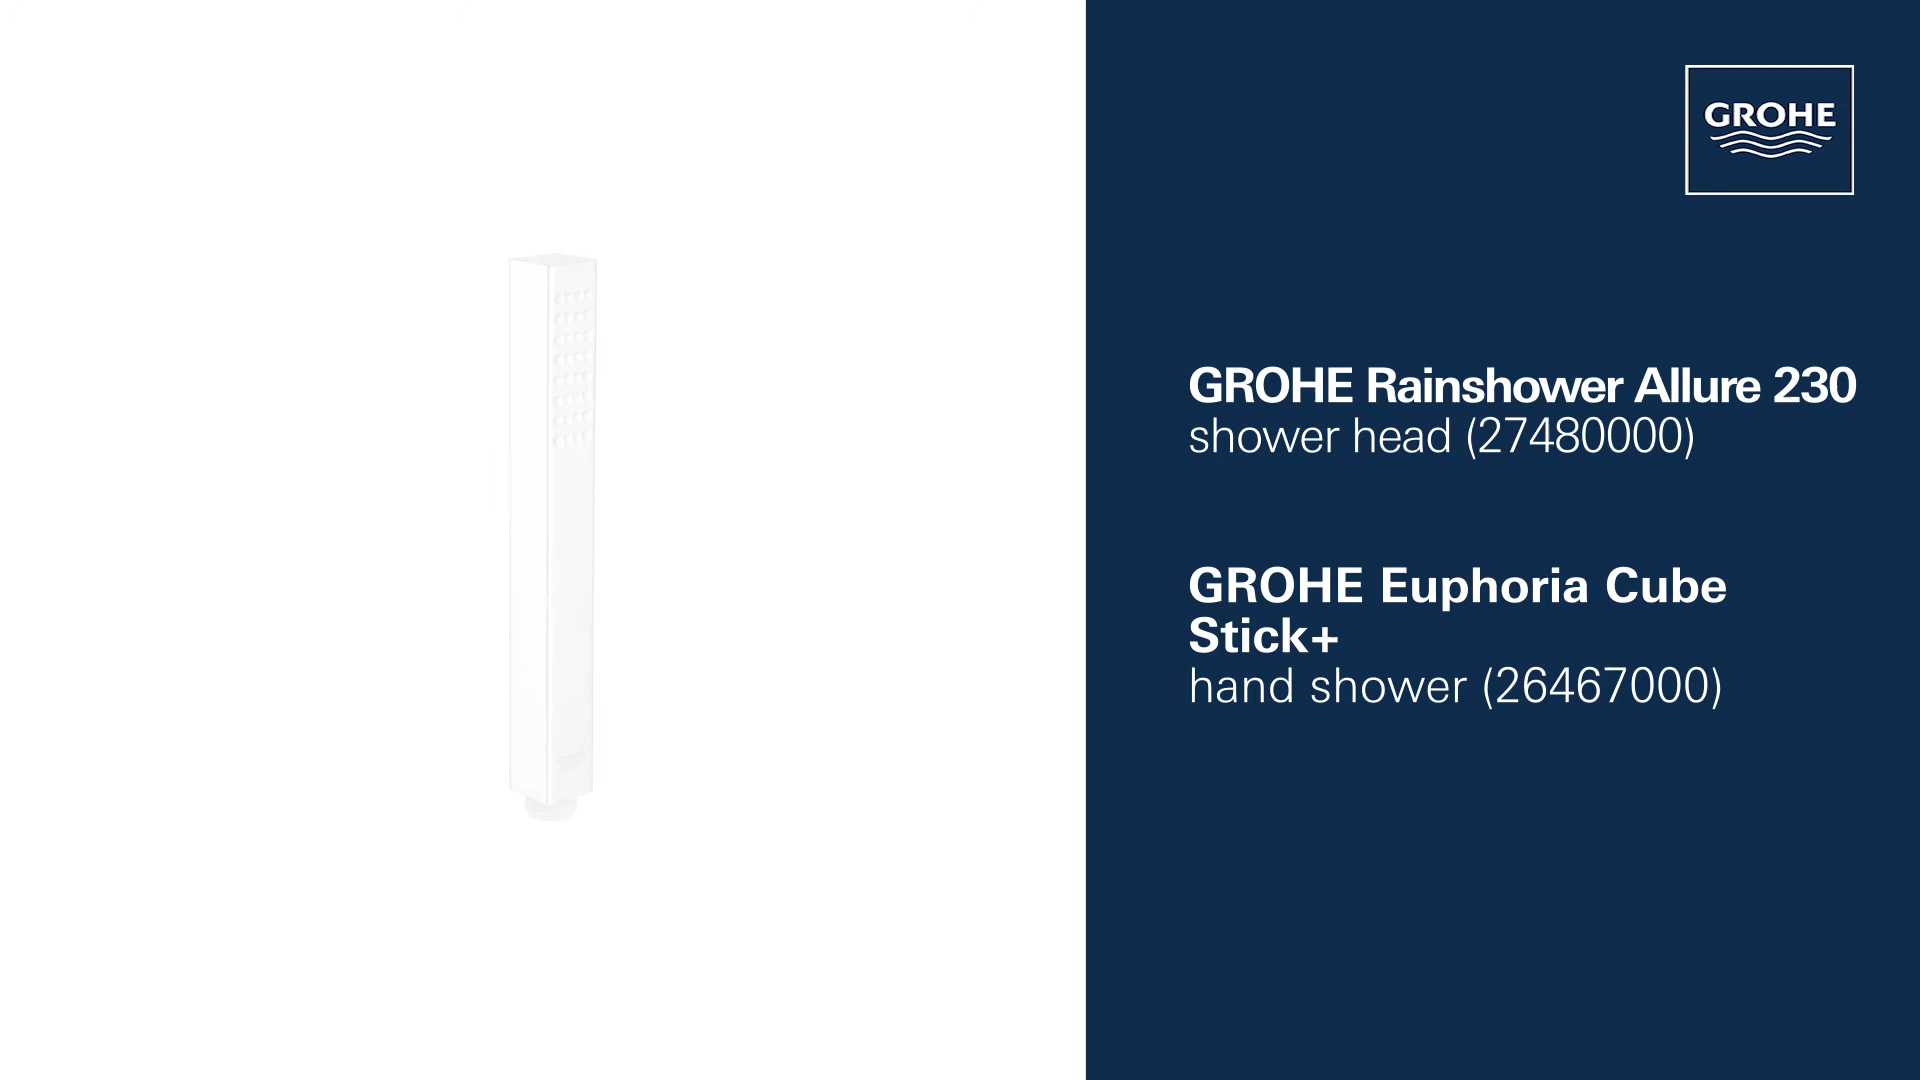 GROHE
GROHE Rainshower Allure 230
shower head (27480000)
GROHE Euphoria Cube
Stick+
hand shower (26467000)